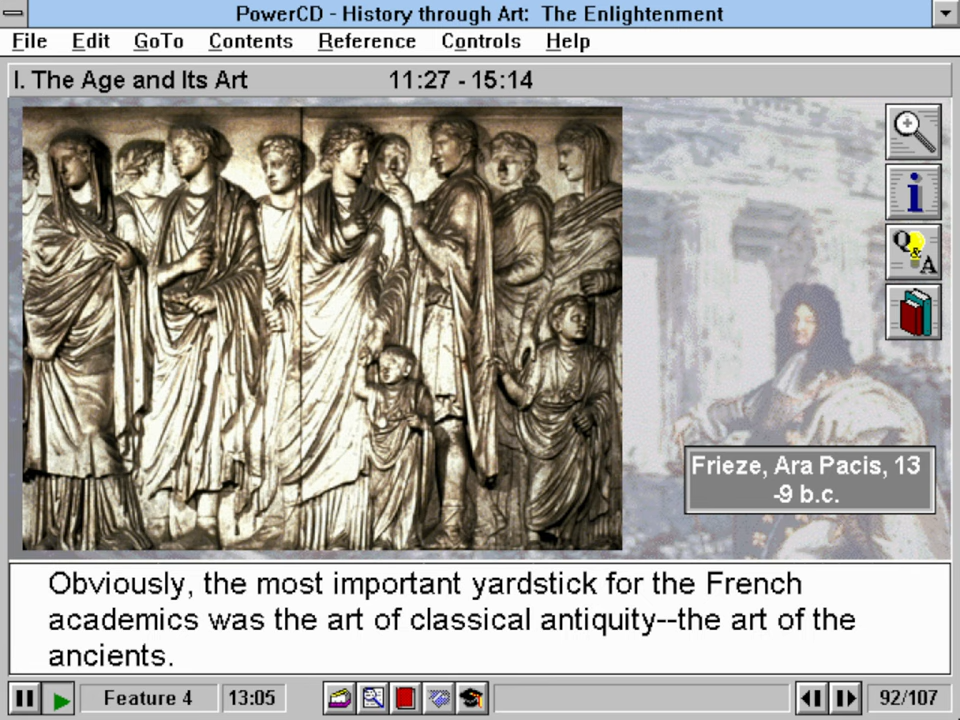 PowerCD - History through Art: The Enlightenment
File Edit GoTo Contents Reference Controls Help
I. The Age and Its Art 11:27 - 15:14
Q & A
Frieze, Ara Pacis, 13
-9 b.c.
Obviously, the most important yardstick for the French
academics was the art of classical antiquity--the art of the
ancients.
Feature 4 13:05 92/107